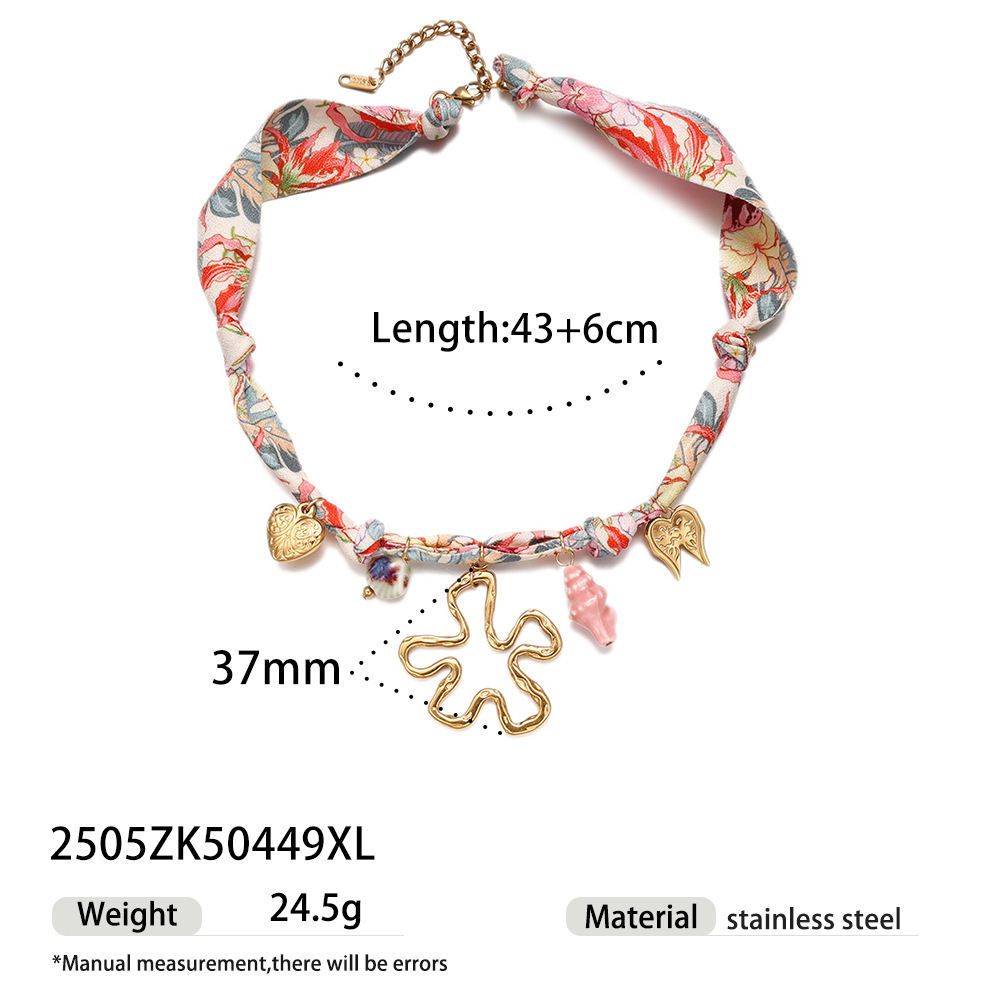 Length:43+6cm
37mm
2505ZK50449XL
Weight 24.5g
Material stainless steel
*Manual measurement,there will be errors